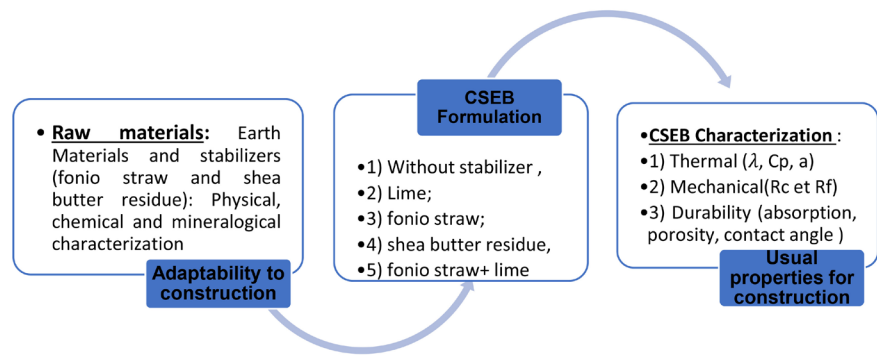 • Raw materials: Earth
Materials and stabilizers
(fonio straw and shea
butter residue): Physical,
chemical and mineralogical
characterization
Adaptability to
construction
CSEB
Formulation
•1) Without stabilizer ,
•2) Lime;
•3) fonio straw;
•4) shea butter residue,
•5) fonio straw+ lime
•CSEB Characterization :
•1) Thermal (λ, Cp, a)
•2) Mechanical(Rc et Rf)
•3) Durability (absorption,
porosity, contact angle )
Usual
properties for
construction